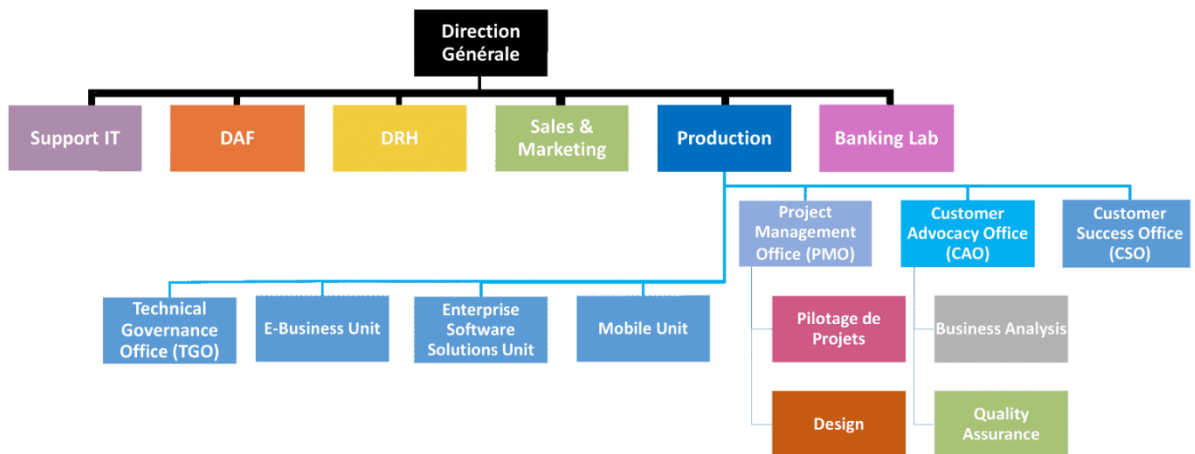 Direction
Générale
Support IT
DAF
DRH
Sales &
Marketing
Production
Banking Lab
Project
Management
Office (PMO)
Customer
Advocacy Office
(CAO)
Customer
Success Office
(CSO)
Technical
Governance
Office (TGO)
E-Business Unit
Enterprise
Software
Solutions Unit
Mobile Unit
Pilotage de
Projets
Business Analysis
Design
Quality
Assurance